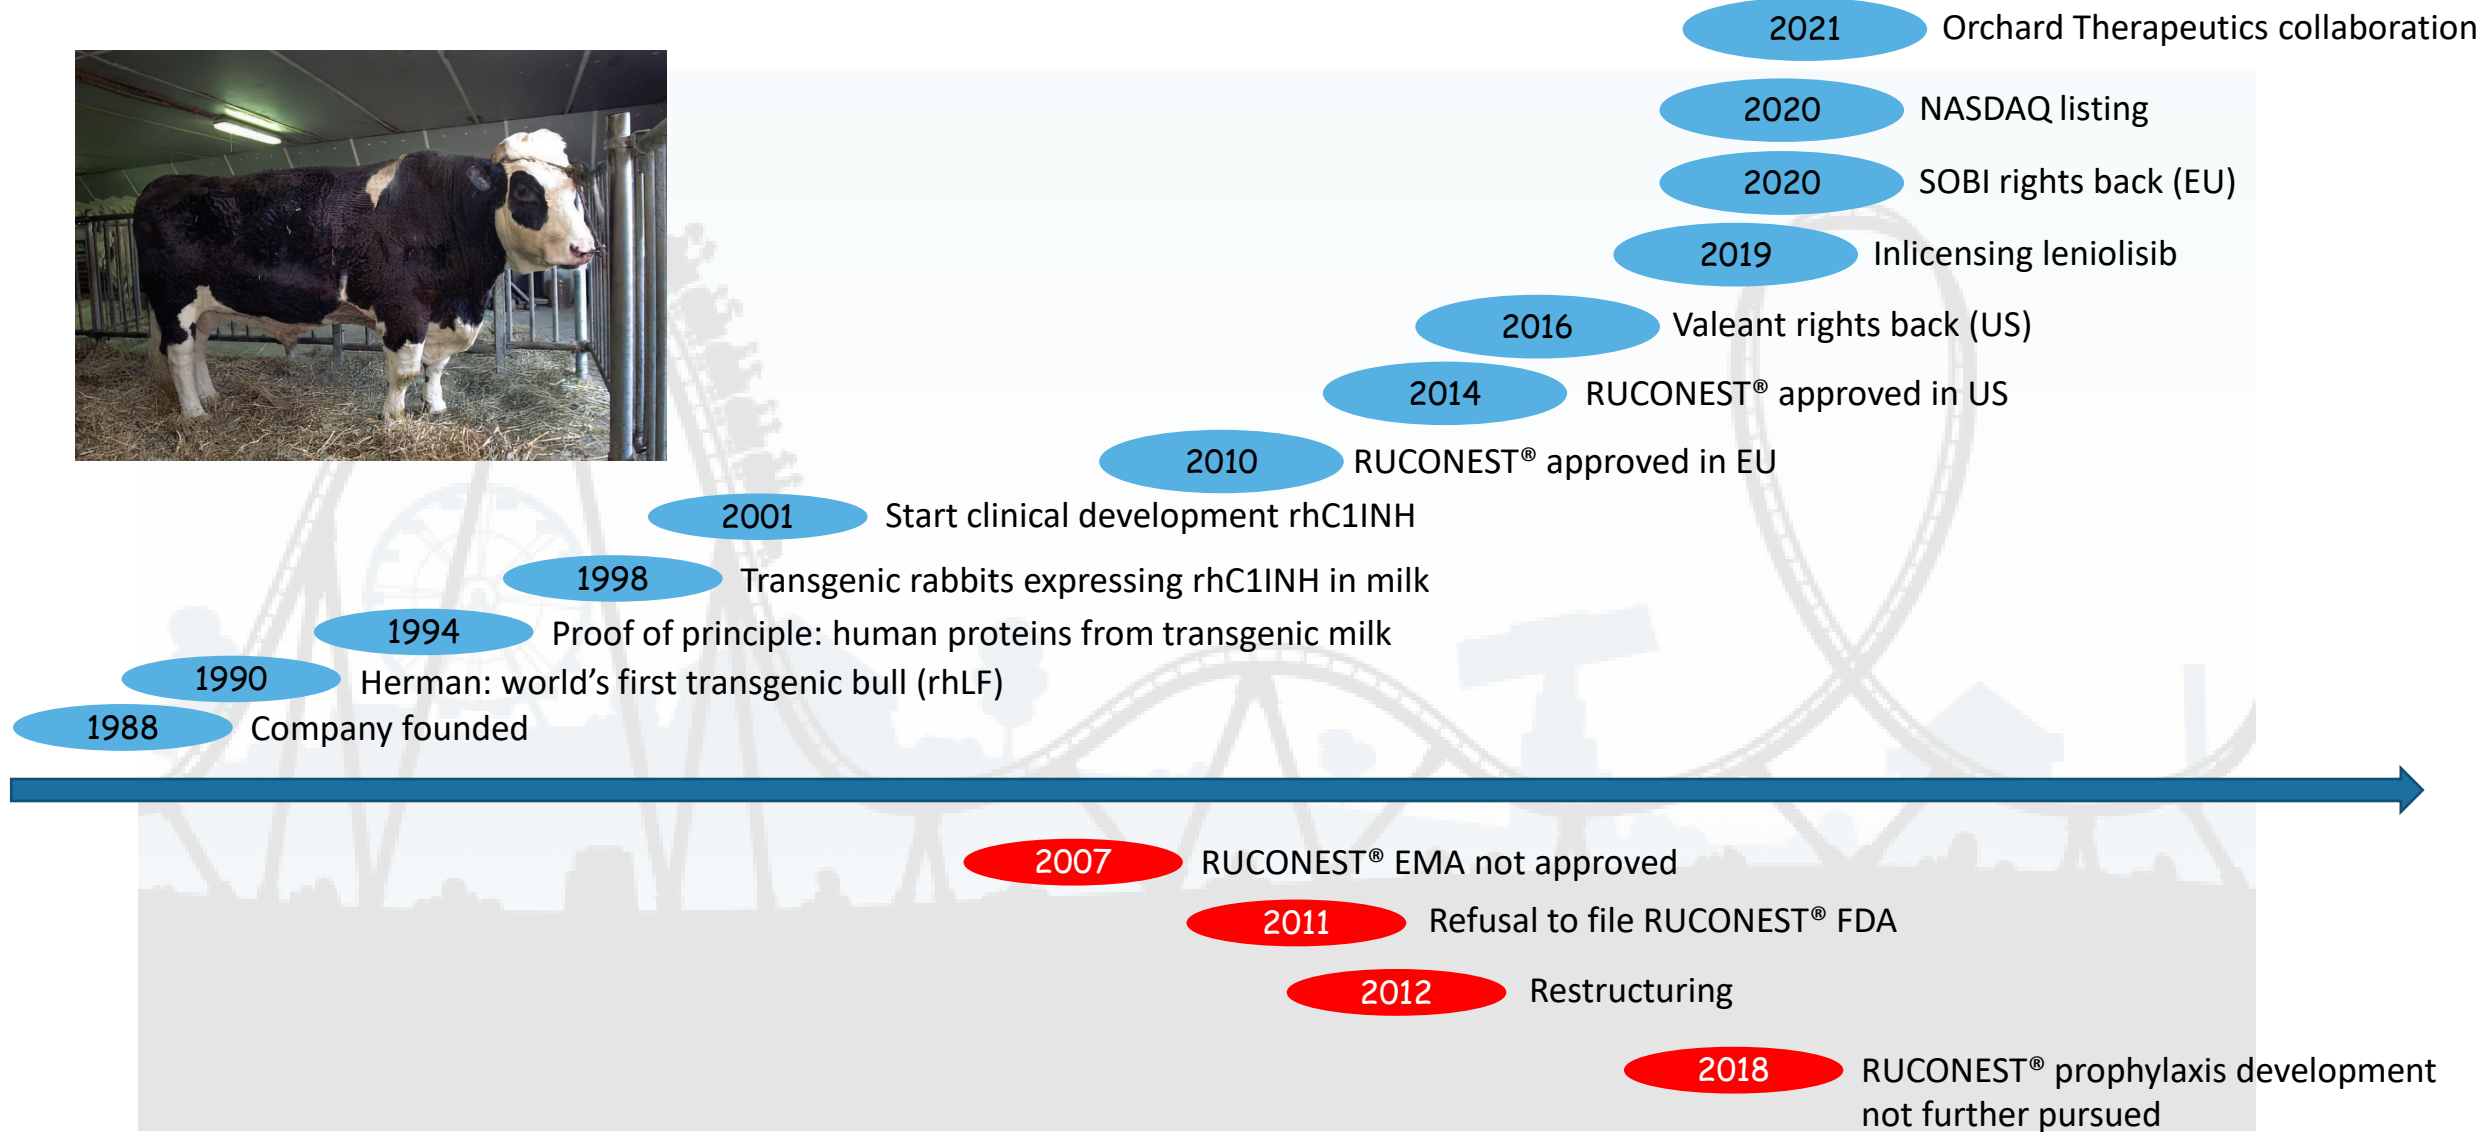 2021 Orchard Therapeutics collaboration
2020 NASDAQ listing
2020 SOBI rights back (EU)
2019 Inlicensing leniolisib
2016 Valeant rights back (US)
2014 RUCONEST® approved in US
2010 RUCONEST® approved in EU
2001 Start clinical development rhC1INH
1998 Transgenic rabbits expressing rhC1INH in milk
1994 Proof of principle: human proteins from transgenic milk
1990 Herman: world’s first transgenic bull (rhLF)
1988 Company founded
2007 RUCONEST® EMA not approved
2011 Refusal to file RUCONEST® FDA
2012 Restructuring
2018 RUCONEST® prophylaxis development
not further pursued